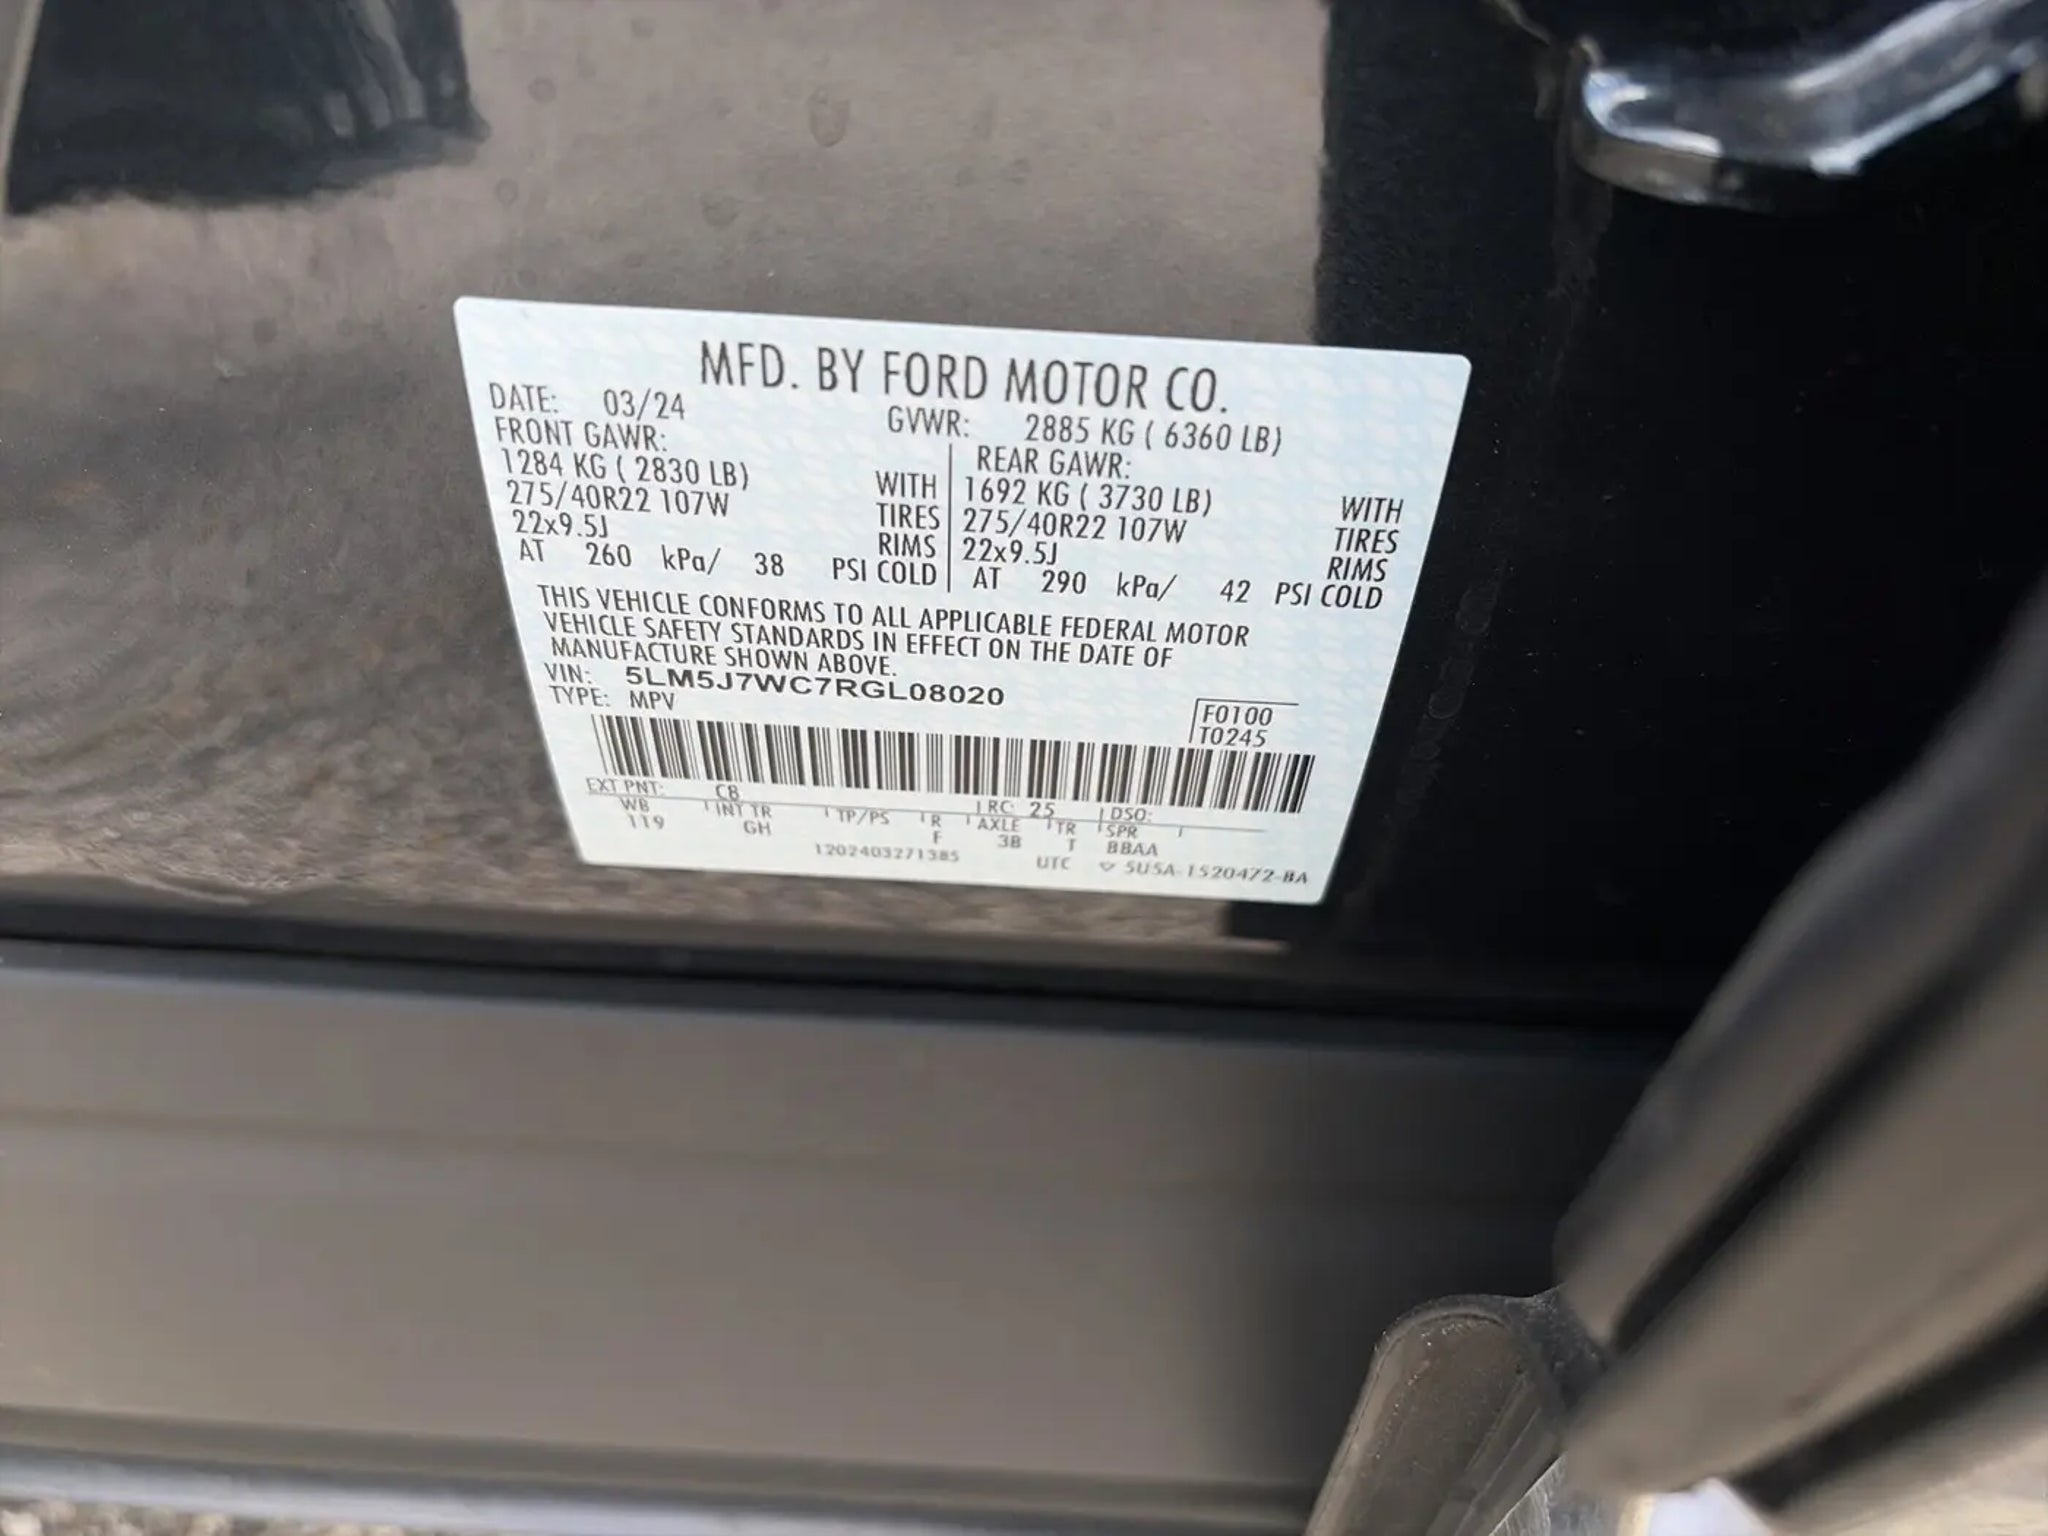 MFD. BY FORD MOTOR CO.
DATE: 03/24 GVWR: 2885 KG ( 6360 LB)
FRONT GAWR: REAR GAWR:
1284 KG ( 2830 LB) WITH 1692 KG ( 3730 LB) WITH
275/40R22 107W TIRES 275/40R22 107W TIRES
22x9.5J RIMS 22x9.5J RIMS
AT 260 kPa/ 38 PSI COLD AT 290 kPa/ 42 PSI COLD
THIS VEHICLE CONFORMS TO ALL APPLICABLE FEDERAL MOTOR
VEHICLE SAFETY STANDARDS IN EFFECT ON THE DATE OF
MANUFACTURE SHOWN ABOVE.
VIN: 5LM5J7WC7RGL08020
TYPE: MPV
F0100
T0245
EXT PNT: C8 RC: 25 DSO:
WB INT TR TP/PS R AXLE TR SPR
119 GH F 3B T BBAA
1202403271385 UTC 5U5A-1520472-BA